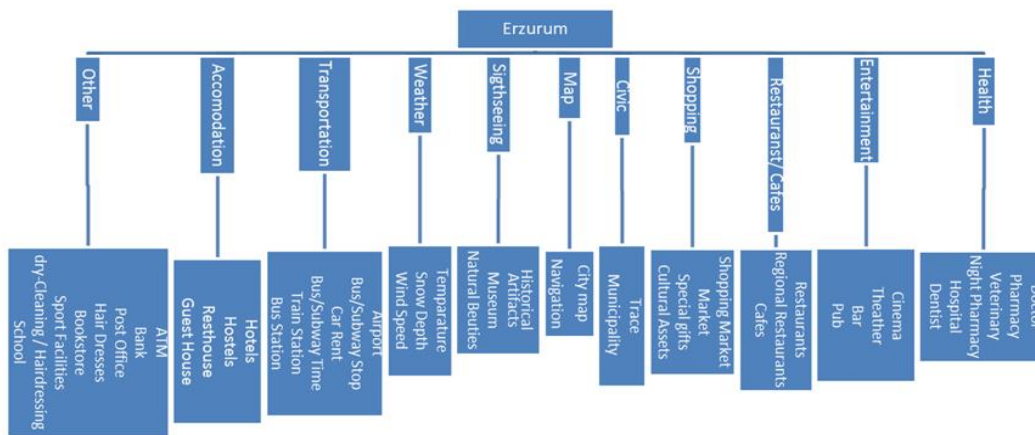 Erzurum
Other
Accomodation
Transportation
Weather
Sigthseeing
Map
Civic
Shopping
Restauranst/ Cafes
Entertainment
Health
ATM
Bank
Post Office
Hair Dresses
Bookstore
Sport Facilities
dry-Cleaning / Hairdressing
School
Hotels
Hostels
Resthouse
Guest House
Airport
Bus/Subway Stop
Car Rent
Bus/Subway Time
Train Station
Bus Station
Temparature
Snow Depth
Wind Speed
Historical
Artifacts
Museum
Natural Beuties
City map
Navigation
Trace
Municipality
Shopping Market
Market
Special gifts
Cultural Assets
Restaurants
Regional Restaurants
Cafes
Cinema
Theather
Bar
Pub
Pharmacy
Veterinary
Night Pharmacy
Hospital
Dentist